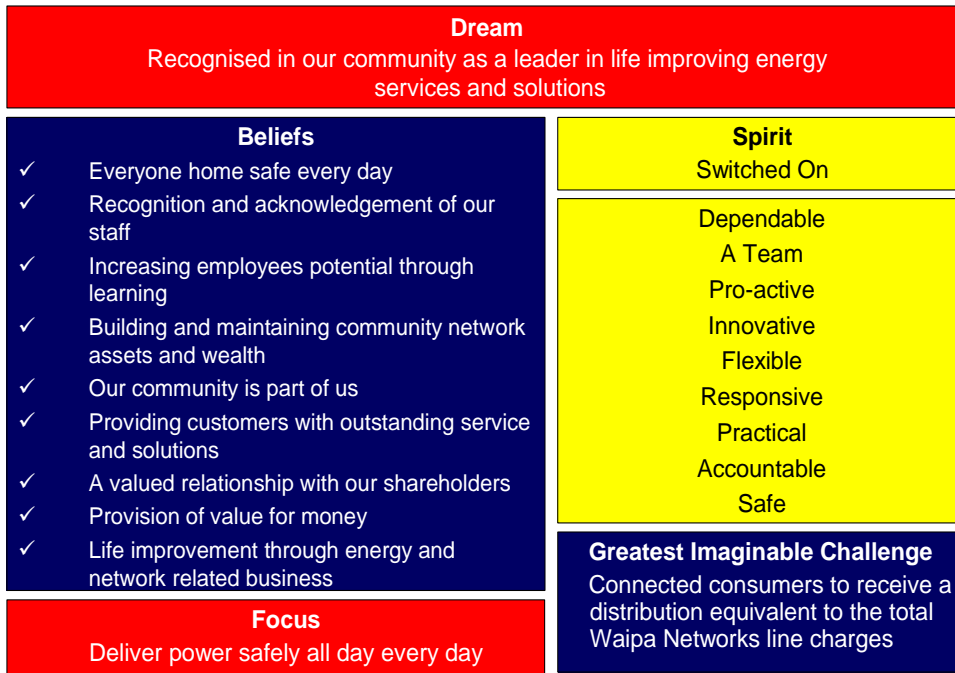 Dream
Recognised in our community as a leader in life improving energy
services and solutions
Beliefs
✓ Everyone home safe every day
✓ Recognition and acknowledgement of our
staff
✓ Increasing employees potential through
learning
✓ Building and maintaining community network
assets and wealth
✓ Our community is part of us
✓ Providing customers with outstanding service
and solutions
✓ A valued relationship with our shareholders
✓ Provision of value for money
✓ Life improvement through energy and
network related business
Focus
Deliver power safely all day every day
Spirit
Switched On
Dependable
A Team
Pro-active
Innovative
Flexible
Responsive
Practical
Accountable
Safe
Greatest Imaginable Challenge
Connected consumers to receive a
distribution equivalent to the total
Waipa Networks line charges